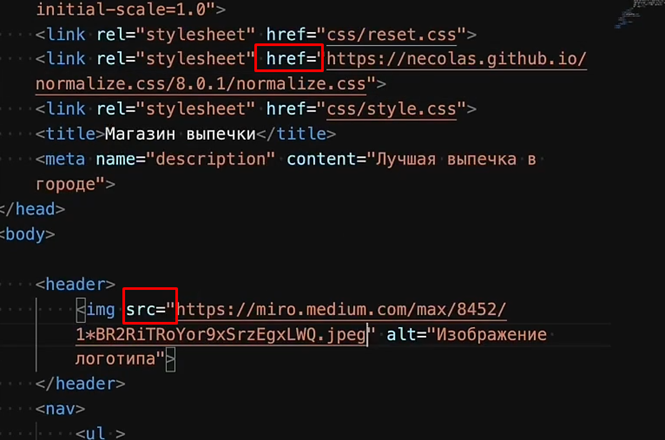 initial-scale=1.0">
<link rel="stylesheet" href="css/reset.css">
<link rel="stylesheet" href="https://necolas.github.io/
normalize.css/8.0.1/normalize.css">
<link rel="stylesheet" href="css/style.css">
<title>Магазин выпечки</title>
<meta name="description" content="Лучшая выпечка в
городе">
</head>
<body>
<header>
<img src="https://miro.medium.com/max/8452/
1*BR2RiTRoYor9xSrzEgxLWQ.jpeg" alt="Изображение
логотипа">
</header>
<nav>
<ul >